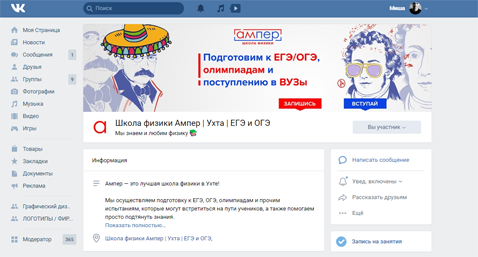 Поиск
Миша
Моя Страница
Новости
Сообщения 1
Друзья
Группы 9
Фотографии
Музыка
Видео
Игры
Товары
Закладки
Документы
Реклама
Графический диз...
ЛОГОТИПЫ / ФИР...
Модератор 365
ампер
школа физики
Подготовим к ЕГЭ/ОГЭ,
олимпиадам и
поступлению в ВУЗы
ЗАПИШИСЬ
ВСТУПАЙ
Школа физики Ампер | Ухта | ЕГЭ и ОГЭ
Мы знаем и любим физику
Вы участник
Информация
Ампер — это лучшая школа физики в Ухте!
Мы осуществляем подготовку к ЕГЭ, ОГЭ, олимпиадам и прочим
испытаниям, которые могут встретиться на пути учеников, а также помогаем
просто подтянуть знания.
Показать полностью...
Школа физики Ампер | Ухта | ЕГЭ и ОГЭ,
Написать сообщение
Увед. включены
Рассказать друзьям
Ещё
Запись на занятия